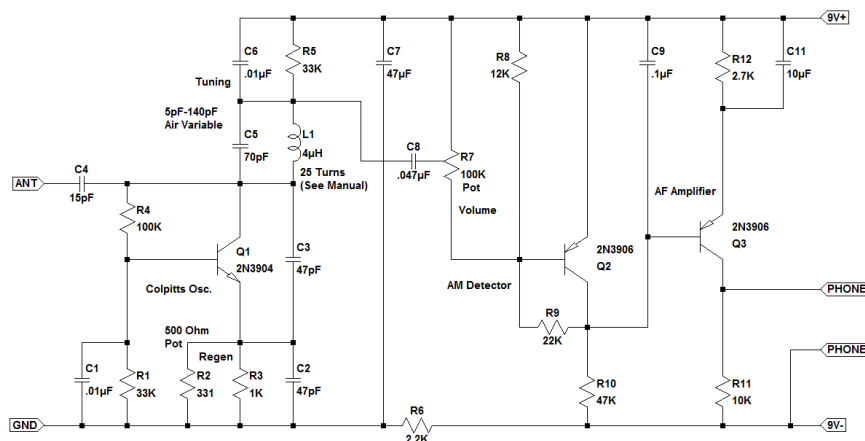 9V+
C6
.01µF
R5
33K
C7
47µF
R8
12K
C9
.1µF
R12
2.7K
C11
10µF
Tuning
5pF-140pF
Air Variable
C5
70pF
L1
4µH
25 Turns
(See Manual)
C8
.047µF
R7
100K
Pot
Volume
AF Amplifier
ANT
C4
15pF
R4
100K
Q1
2N3904
C3
47pF
Colpitts Osc.
2N3906
Q2
2N3906
Q3
AM Detector
PHONE
500 Ohm
Pot
Regen
R9
22K
PHONE
C1
.01µF
R1
33K
R2
331
R3
1K
C2
47pF
R10
47K
R11
10K
R6
2.2K
GND
9V-